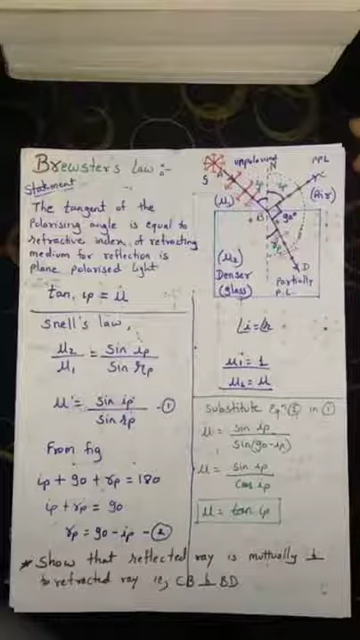 Brewster's Law :-
Statment
The tangent of the
Polarising angle is equal to
refractive index of refracting
medium for reflection is
plane polarised light
tan ip = μ
Snell's law,
μ2/μ1 = Sin ip/Sin rp
μ = Sin ip/Sin rp -①
From fig
ip + 90 + rp = 180
ip + rp = 90
rp = 90 - ip -②
* Show that reflected ray is muttually ⊥
to refracted ray ie, CB ⊥ BD
unpolarised
PPL
S
N
(Air)
(μ1)
B
90°
(μ2)
Denser
(glass)
D
Partially
P.L.
μ1 = 1
μ2 = μ
Substitute Eqn ② in ①
μ = Sin ip/Sin(90-ip)
μ = Sin ip/Cos ip
μ = tan ip